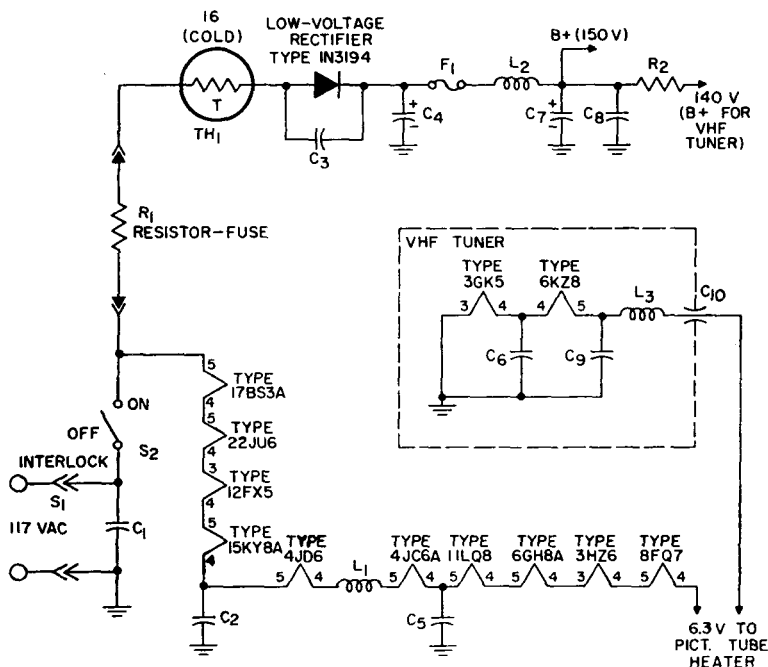 16
(COLD)
LOW-VOLTAGE
RECTIFIER
TYPE IN3194
T
TH1
C3
C4
+
-
F1
L2
B+ (150 V)
C7
+
-
C8
R2
140 V
(B+ FOR
VHF
TUNER)
R1
RESISTOR-FUSE
VHF TUNER
TYPE
3GK5
3 4
TYPE
6KZ8
4 5
L3
C10
C6
C9
ON
OFF
S2
INTERLOCK
S1
117 VAC
C1
5
TYPE
17BS3A
4
5
TYPE
22JU6
4
3
TYPE
12FX5
4
5
TYPE
15KY8A
4
C2
TYPE
4JD6
5 4
L1
TYPE
4JC6A
5 4
C5
TYPE
11LQ8
5 4
TYPE
6GH8A
5 4
TYPE
3HZ6
3 4
TYPE
8FQ7
5 4
6.3 V TO
PICT. TUBE
HEATER